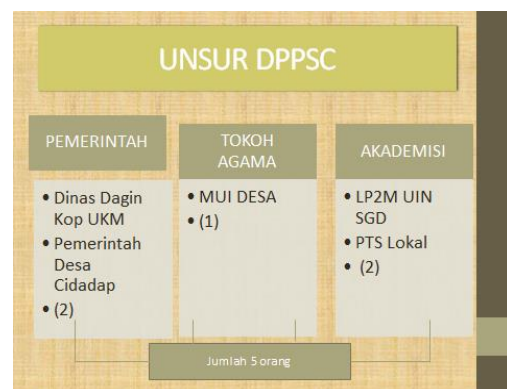 UNSUR DPPSC
PEMERINTAH
• Dinas Dagin
Kop UKM
• Pemerintah
Desa
Cidadap
• (2)
TOKOH
AGAMA
• MUI DESA
• (1)
AKADEMISI
• LP2M UIN
SGD
• PTS Lokal
• (2)
Jumlah 5 orang